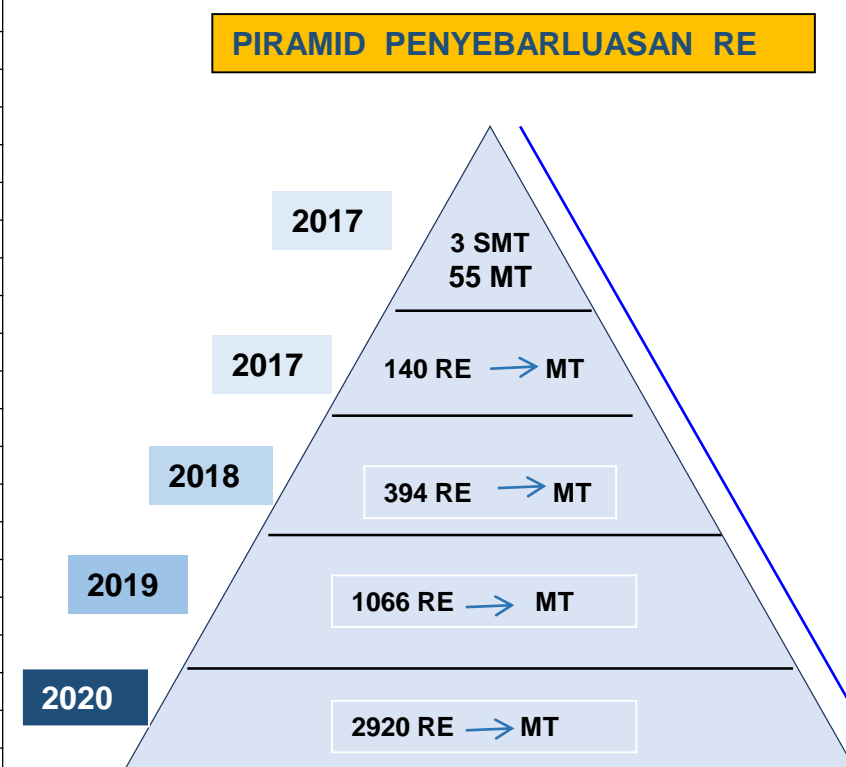 PIRAMID PENYEBARLUASAN RE
2017
3 SMT
55 MT
2017
140 RE MT
2018
394 RE MT
2019
1066 RE MT
2020
2920 RE MT